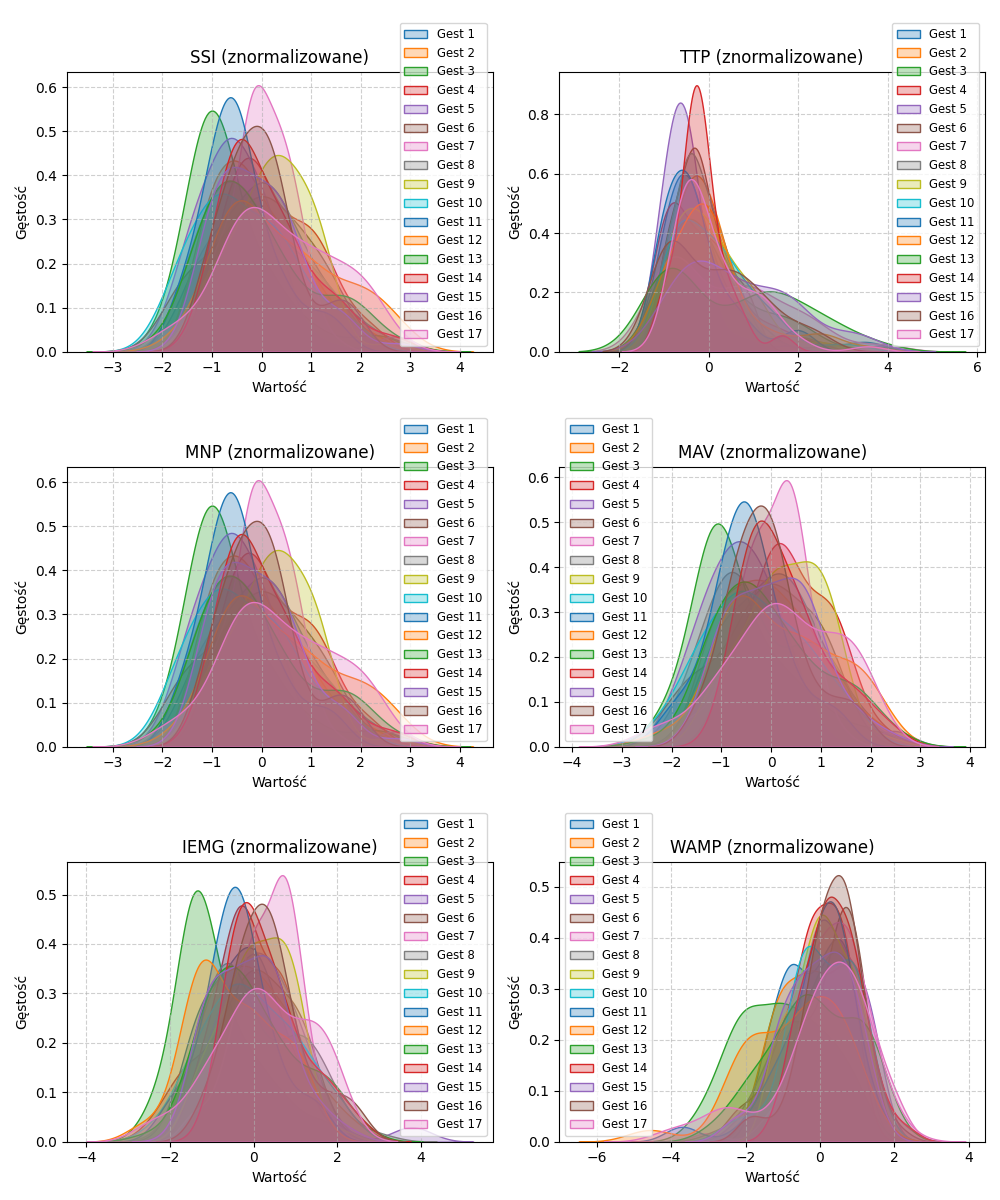 SSI (znormalizowane)
Gęstość
0.6
0.5
0.4
0.3
0.2
0.1
0.0
−3
−2
−1
0
1
2
3
4
Wartość
Gest 1
Gest 2
Gest 3
Gest 4
Gest 5
Gest 6
Gest 7
Gest 8
Gest 9
Gest 10
Gest 11
Gest 12
Gest 13
Gest 14
Gest 15
Gest 16
Gest 17
TTP (znormalizowane)
Gęstość
0.8
0.6
0.4
0.2
0.0
−2
0
2
4
6
Wartość
Gest 1
Gest 2
Gest 3
Gest 4
Gest 5
Gest 6
Gest 7
Gest 8
Gest 9
Gest 10
Gest 11
Gest 12
Gest 13
Gest 14
Gest 15
Gest 16
Gest 17
MNP (znormalizowane)
Gęstość
0.6
0.5
0.4
0.3
0.2
0.1
0.0
−3
−2
−1
0
1
2
3
4
Wartość
Gest 1
Gest 2
Gest 3
Gest 4
Gest 5
Gest 6
Gest 7
Gest 8
Gest 9
Gest 10
Gest 11
Gest 12
Gest 13
Gest 14
Gest 15
Gest 16
Gest 17
MAV (znormalizowane)
Gęstość
0.6
0.5
0.4
0.3
0.2
0.1
0.0
−4
−3
−2
−1
0
1
2
3
4
Wartość
Gest 1
Gest 2
Gest 3
Gest 4
Gest 5
Gest 6
Gest 7
Gest 8
Gest 9
Gest 10
Gest 11
Gest 12
Gest 13
Gest 14
Gest 15
Gest 16
Gest 17
IEMG (znormalizowane)
Gęstość
0.5
0.4
0.3
0.2
0.1
0.0
−4
−2
0
2
4
Wartość
Gest 1
Gest 2
Gest 3
Gest 4
Gest 5
Gest 6
Gest 7
Gest 8
Gest 9
Gest 10
Gest 11
Gest 12
Gest 13
Gest 14
Gest 15
Gest 16
Gest 17
WAMP (znormalizowane)
Gęstość
0.5
0.4
0.3
0.2
0.1
0.0
−6
−4
−2
0
2
4
Wartość
Gest 1
Gest 2
Gest 3
Gest 4
Gest 5
Gest 6
Gest 7
Gest 8
Gest 9
Gest 10
Gest 11
Gest 12
Gest 13
Gest 14
Gest 15
Gest 16
Gest 17